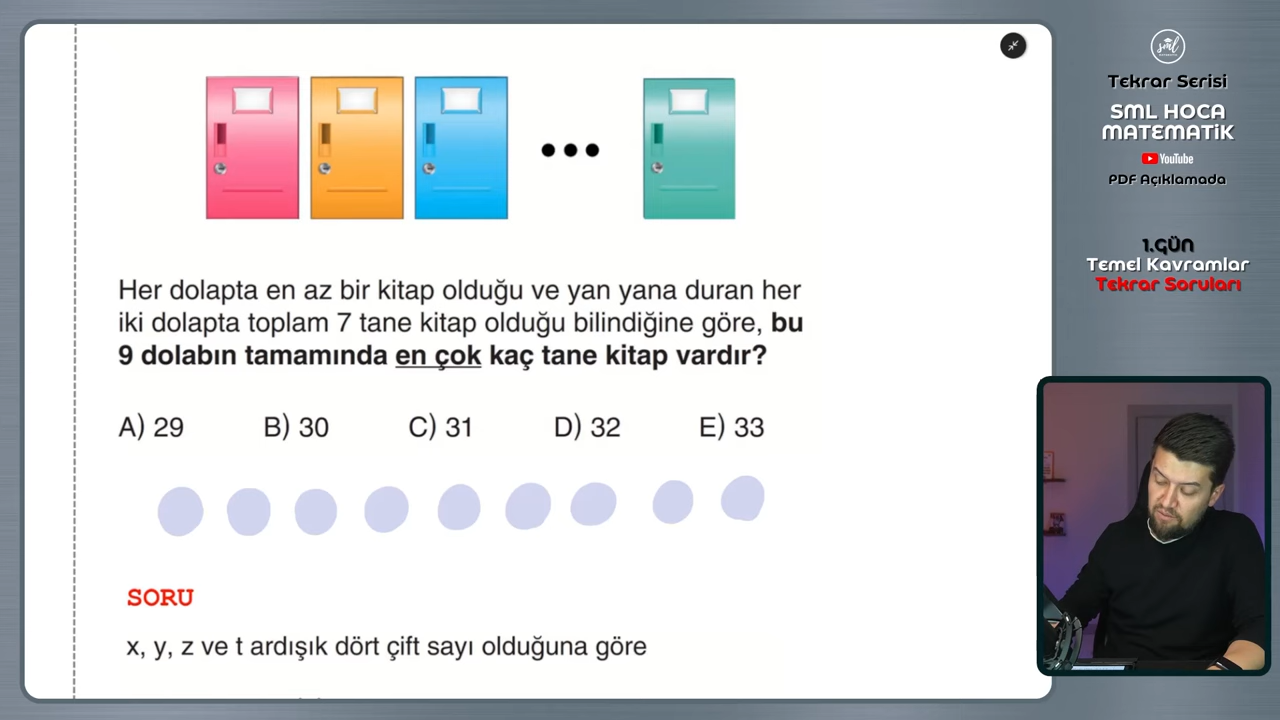 Her dolapta en az bir kitap olduğu ve yan yana duran her
iki dolapta toplam 7 tane kitap olduğu bilindiğine göre, bu
9 dolabın tamamında en çok kaç tane kitap vardır?
A) 29 B) 30 C) 31 D) 32 E) 33
SORU
x, y, z ve t ardışık dört çift sayı olduğuna göre
sml
Tekrar Serisi
SML HOCA
MATEMATİK
YouTube
PDF Açıklamada
1.GÜN
Temel Kavramlar
Tekrar Soruları